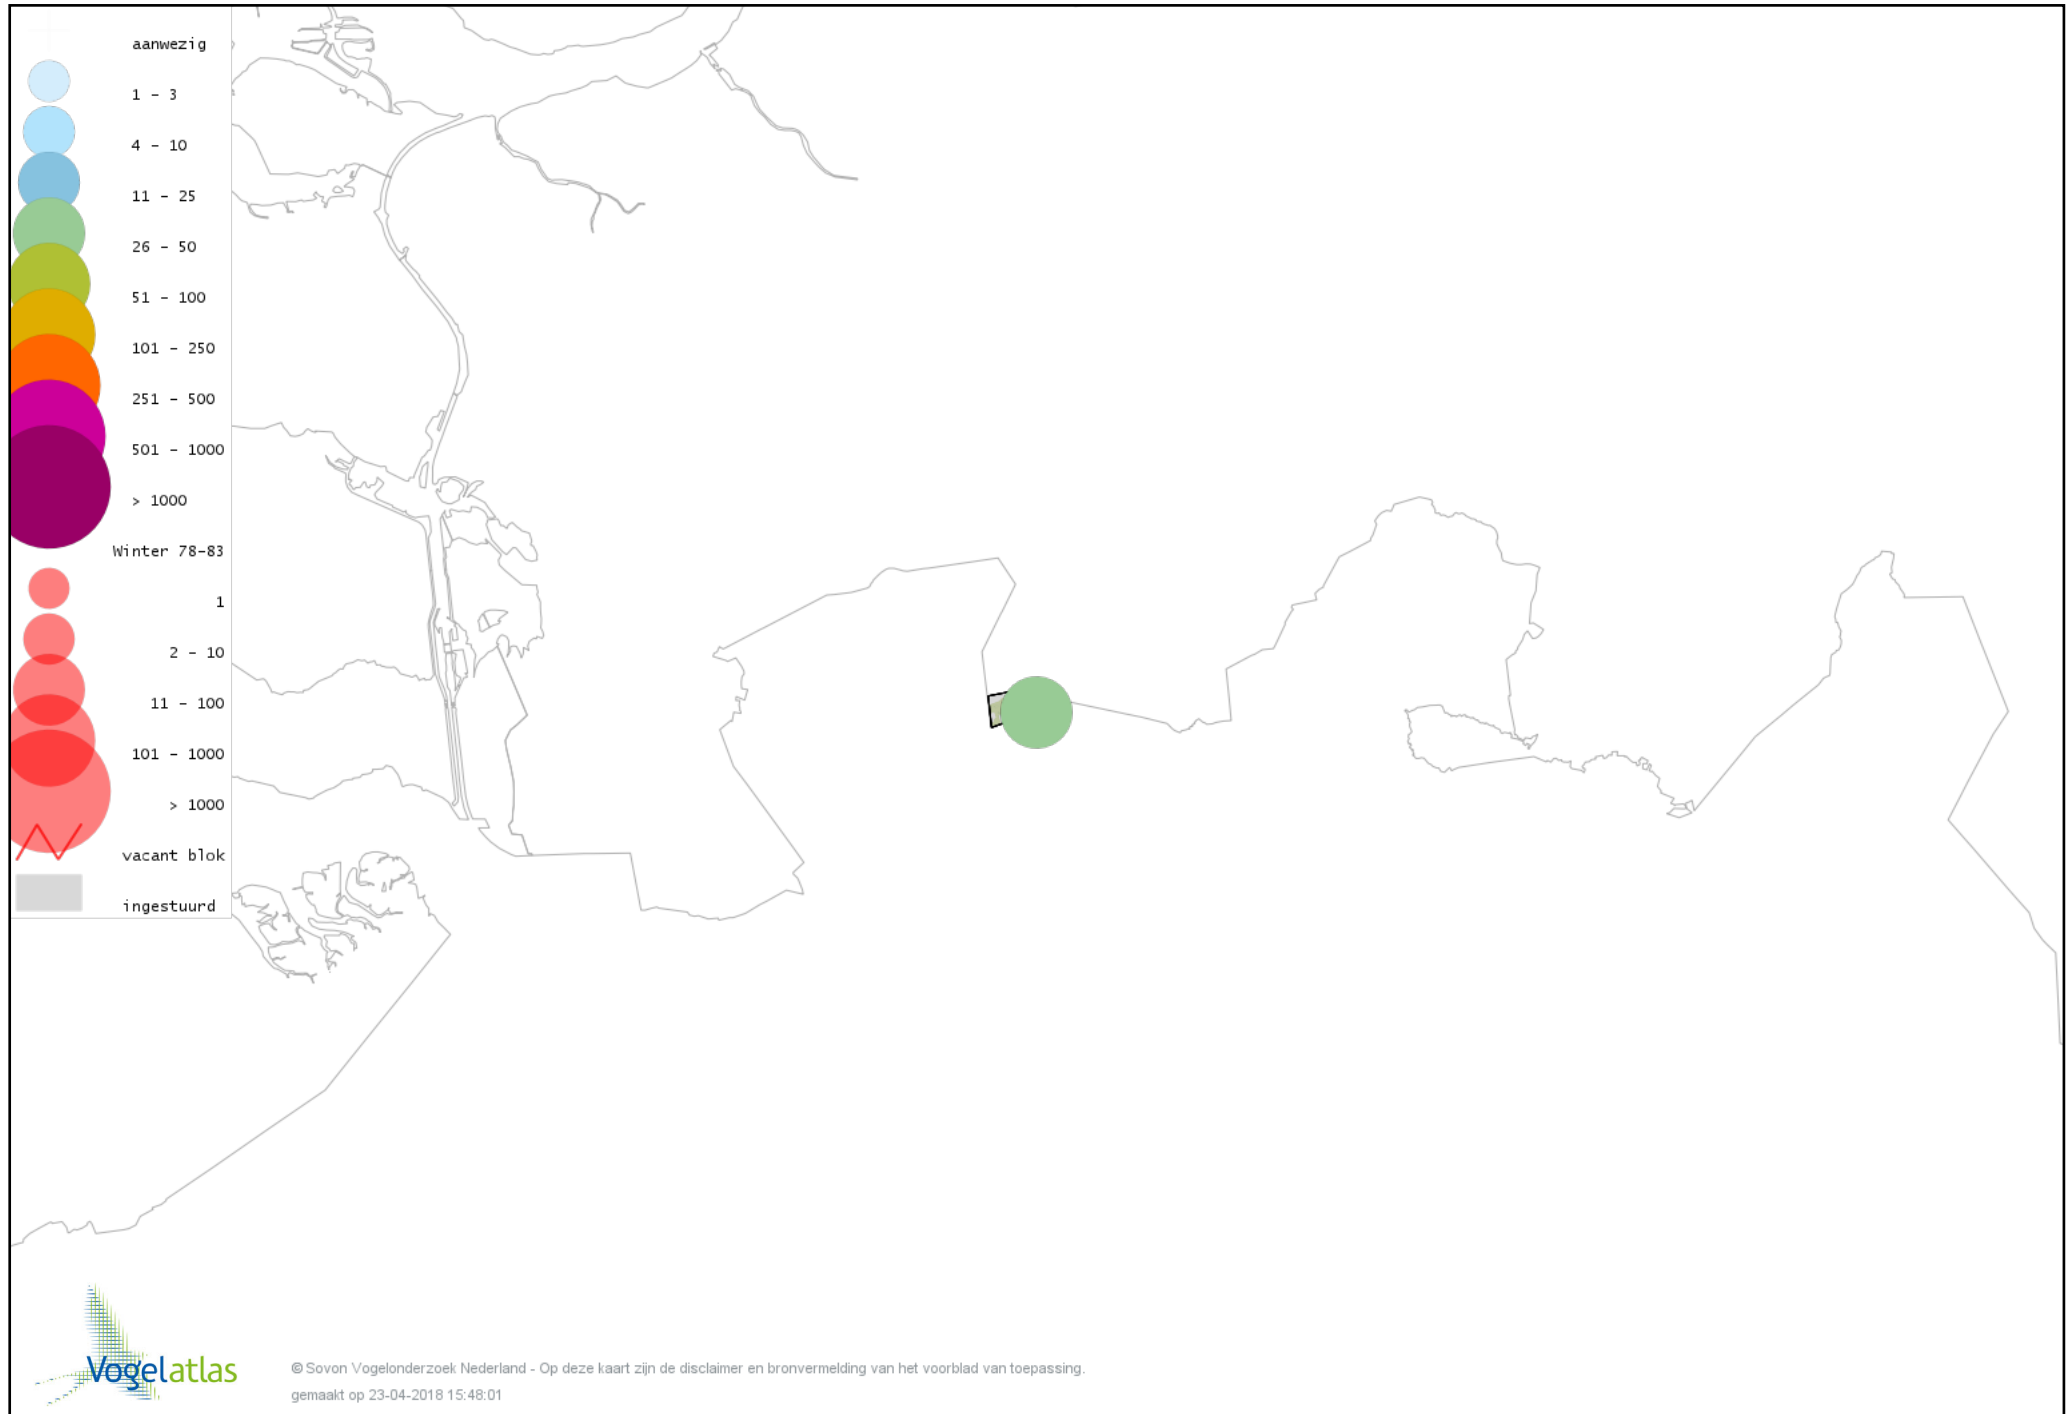 aanwezig
1 - 3
4 - 10
11 - 25
26 - 50
51 - 100
101 - 250
251 - 500
501 - 1000
> 1000
Winter 78-83
1
2 - 10
11 - 100
101 - 1000
> 1000
vacant blok
ingestuurd
Vogelatlas
© Sovon Vogelonderzoek Nederland - Op deze kaart zijn de disclaimer en bronvermelding van het voorblad van toepassing.
gemaakt op 23-04-2018 15:48:01